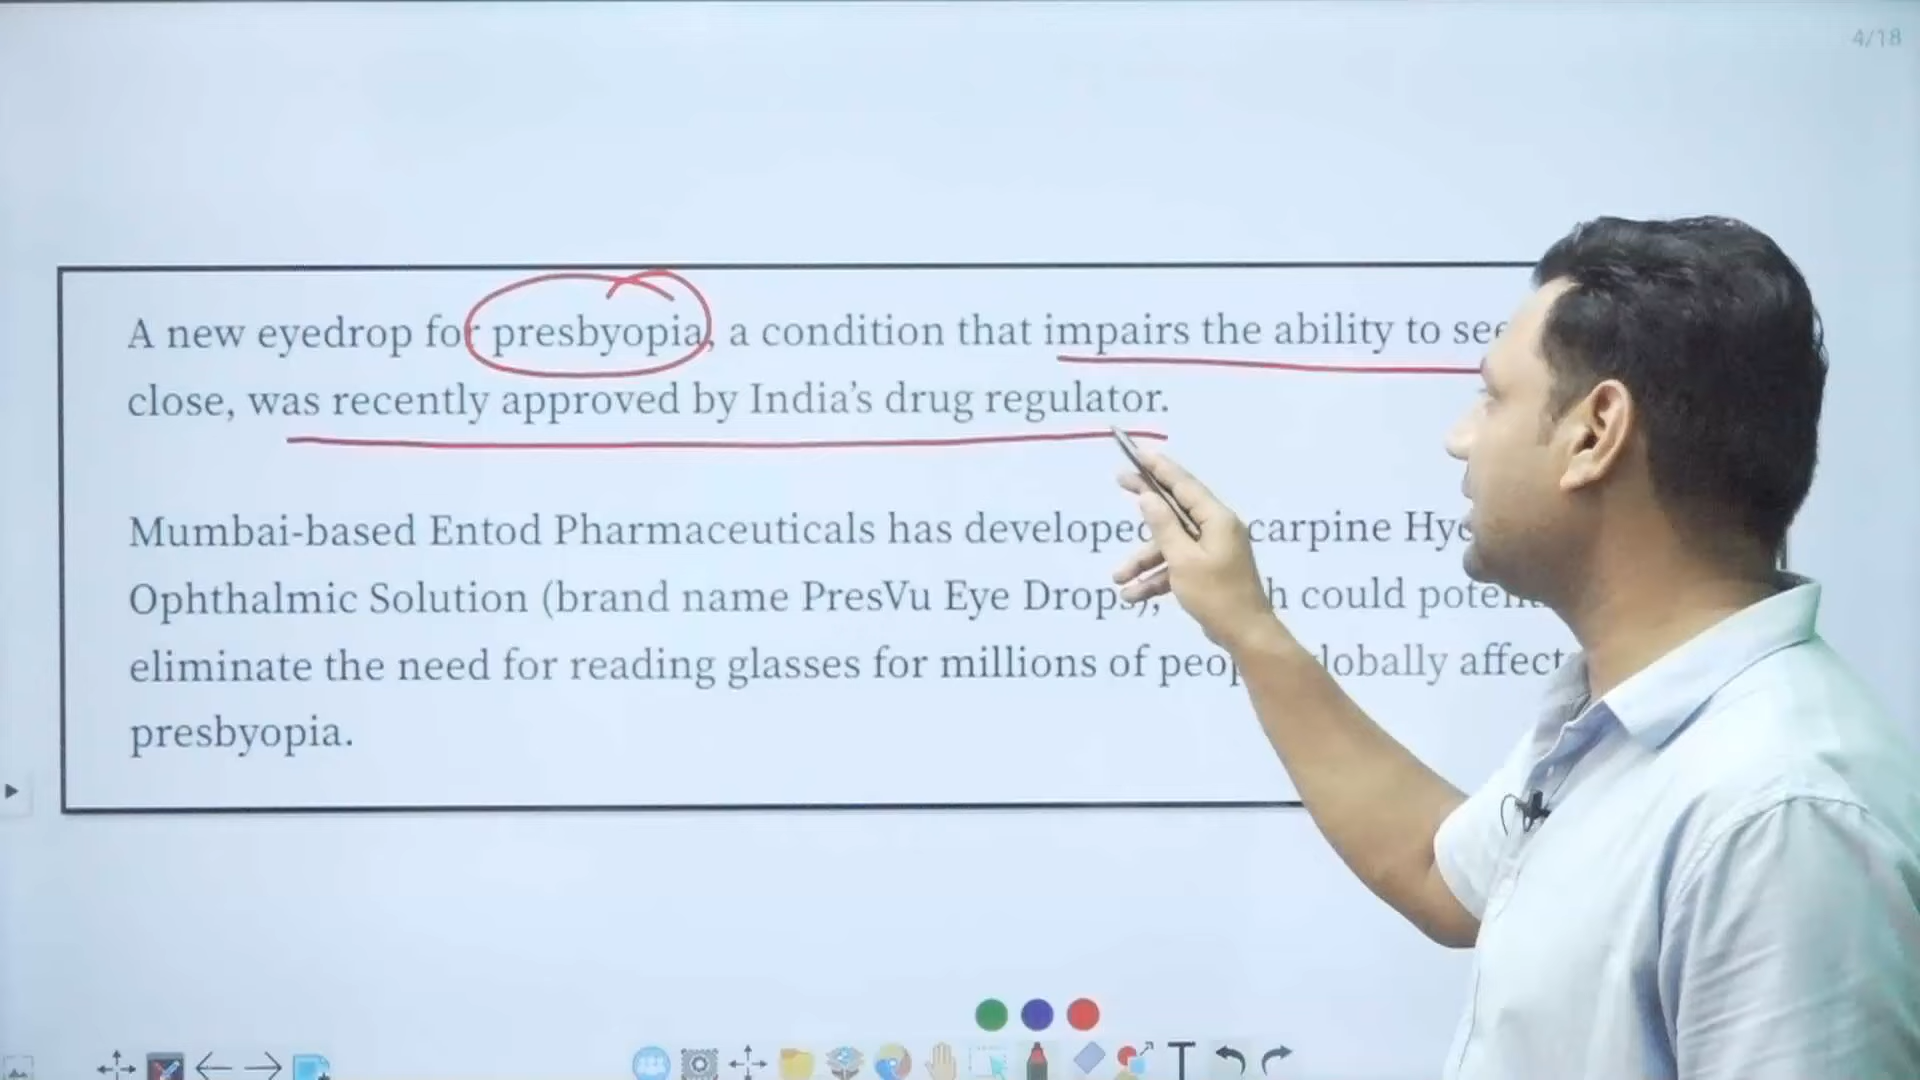 4/18
A new eyedrop for presbyopia, a condition that impairs the ability to see
close, was recently approved by India's drug regulator.
Mumbai-based Entod Pharmaceuticals has developed
Ophthalmic Solution (brand name PresVu Eye Drops), could
eliminate the need for reading glasses for millions of
presbyopia.
T